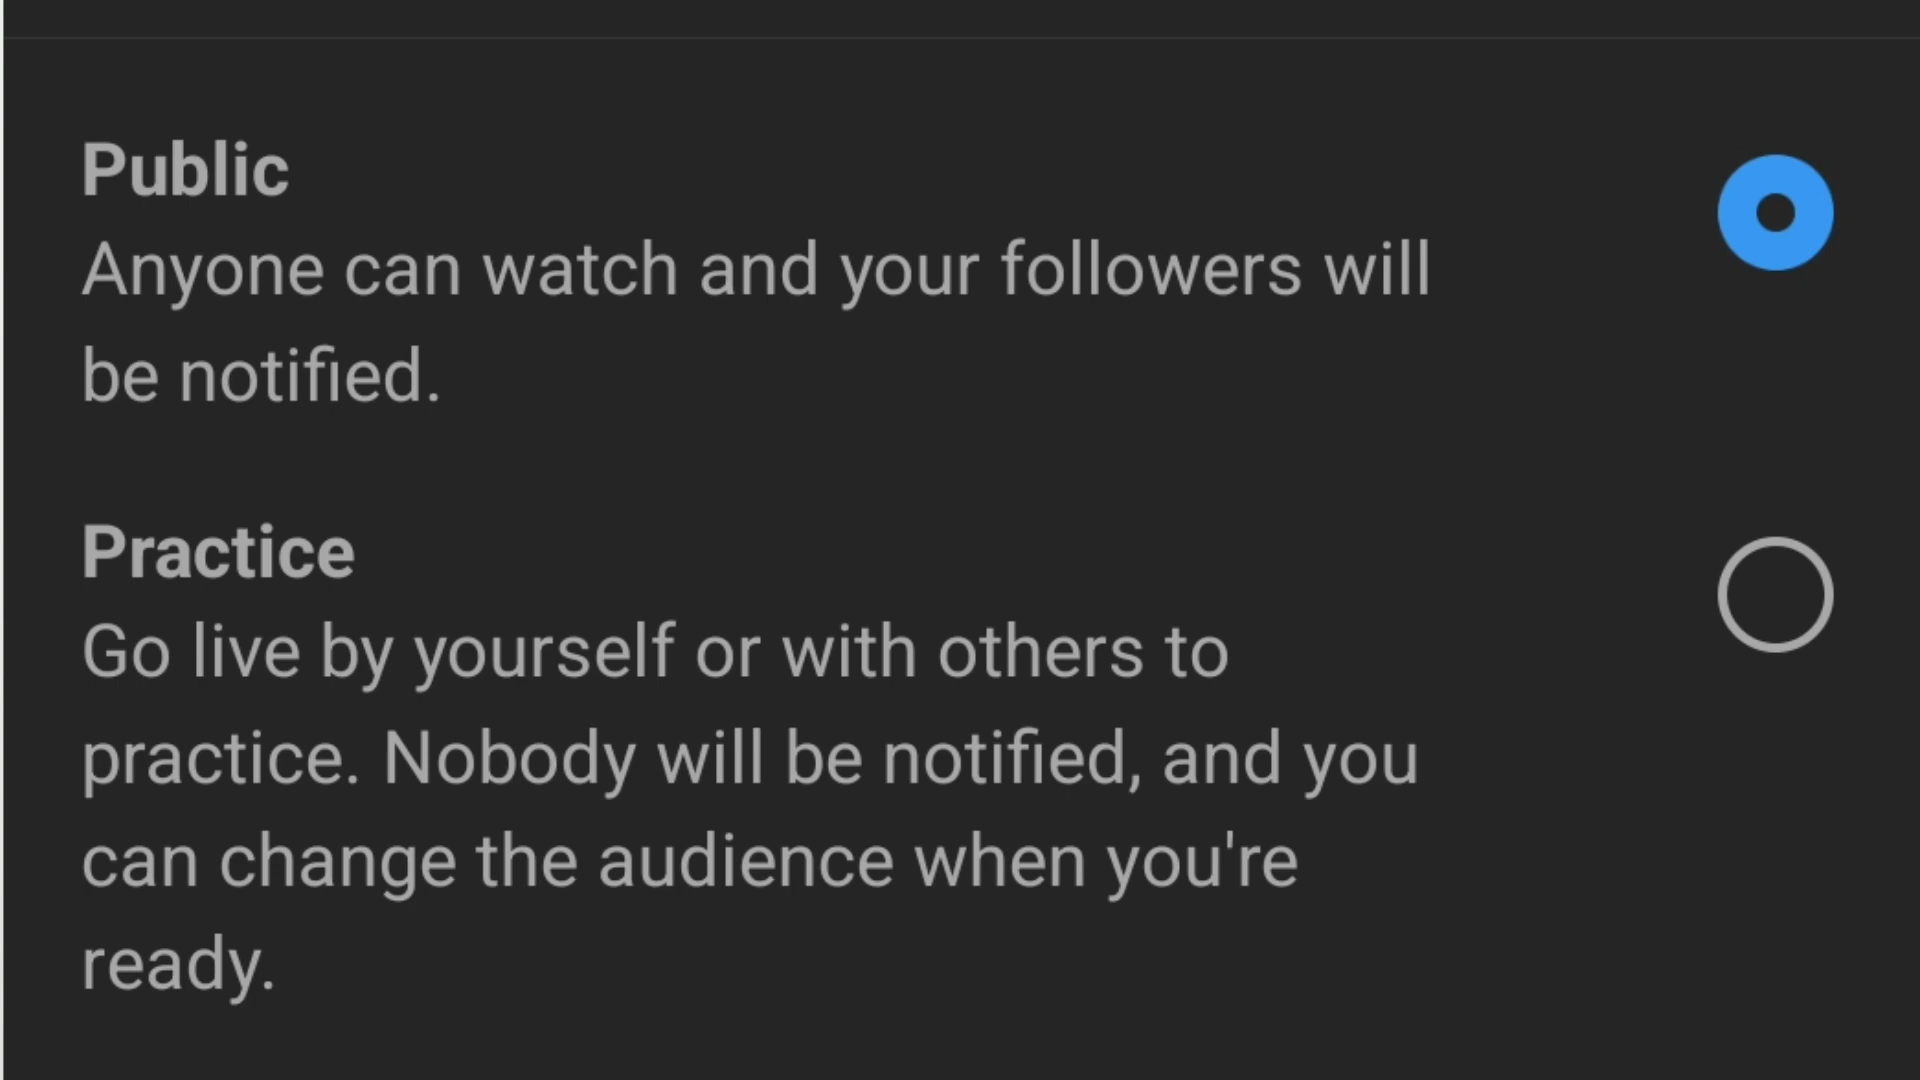 Public
Anyone can watch and your followers will
be notified.
Practice
Go live by yourself or with others to
practice. Nobody will be notified, and you
can change the audience when you're
ready.